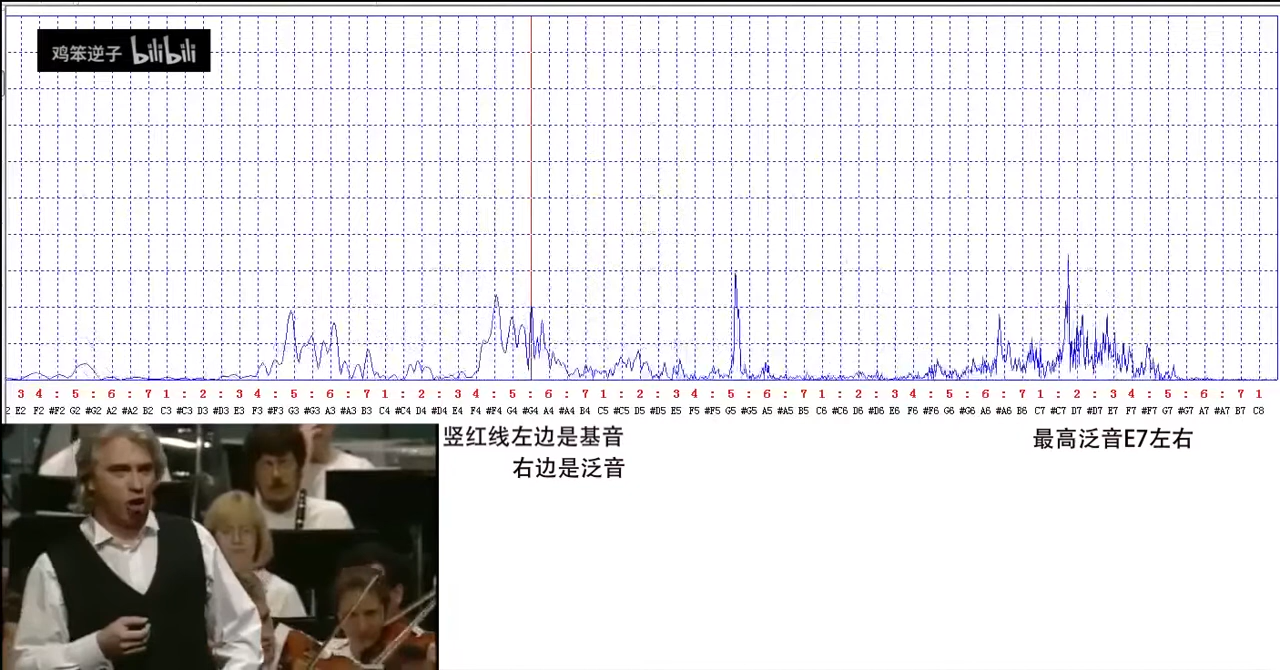 鸡笨逆子 bilibili
3 4 : 5 : 6 : 7 1 : 2 : 3 4 : 5 : 6 : 7 1 : 2 : 3 4 : 5 : 6 : 7 1 : 2 : 3 4 : 5 : 6 : 7 1 : 2 : 3 4 : 5 : 6 : 7 1 : 2 : 3 4 : 5 : 6 : 7 1
2 E2 F2 #F2 G2 #G2 A2 #A2 B2 C3 #C3 D3 #D3 E3 F3 #F3 G3 #G3 A3 #A3 B3 C4 #C4 D4 #D4 E4 F4 #F4 G4 #G4 A4 #A4 B4 C5 #C5 D5 #D5 E5 F5 #F5 G5 #G5 A5 #A5 B5 C6 #C6 D6 #D6 E6 F6 #F6 G6 #G6 A6 #A6 B6 C7 #C7 D7 #D7 E7 F7 #F7 G7 #G7 A7 #A7 B7 C8
竖红线左边是基音
右边是泛音
最高泛音E7左右